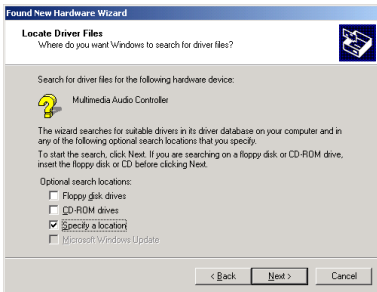 Found New Hardware Wizard
Locate Driver Files
Where do you want Windows to search for driver files?
Search for driver files for the following hardware device:
Multimedia Audio Controller
The wizard searches for suitable drivers in its driver database on your computer and in
any of the following optional search locations that you specify.
To start the search, click Next. If you are searching on a floppy disk or CD-ROM drive,
insert the floppy disk or CD before clicking Next.
Optional search locations:
Floppy disk drives
CD-ROM drives
Specify a location
Microsoft Windows Update
< Back Next > Cancel